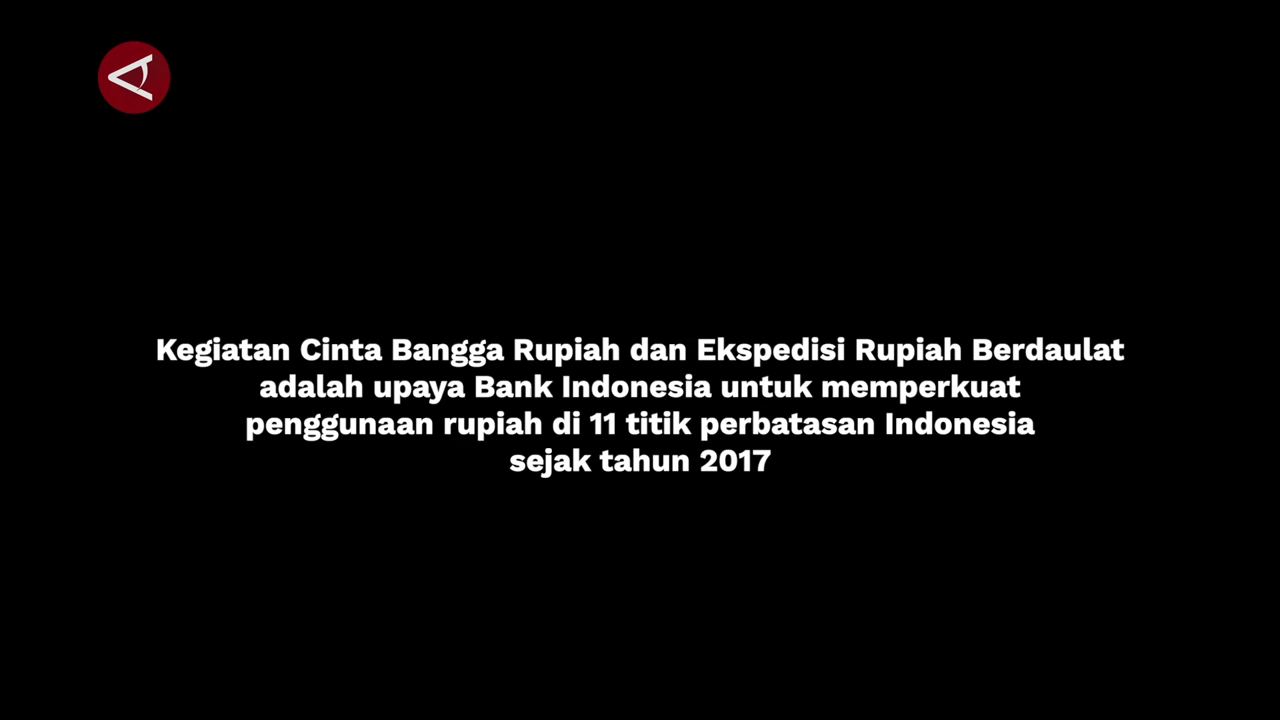 Kegiatan Cinta Bangga Rupiah dan Ekspedisi Rupiah Berdaulat
adalah upaya Bank Indonesia untuk memperkuat
penggunaan rupiah di 11 titik perbatasan Indonesia
sejak tahun 2017